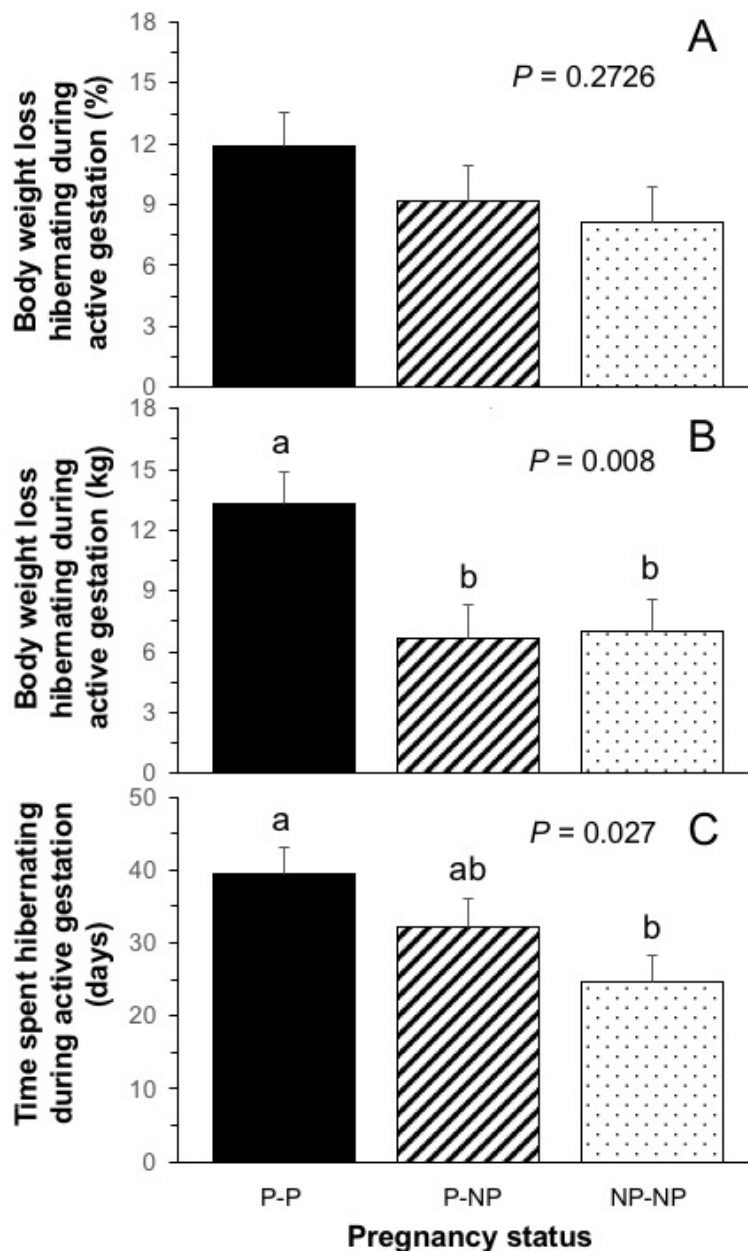 Body weight loss
hibernating during
active gestation (%)
18
15
12
9
6
3
0
A
P = 0.2726
Body weight loss
hibernating during
active gestation (kg)
18
15
12
9
6
3
0
B
P = 0.008
a
b
b
Time spent hibernating
during active gestation
(days)
50
40
30
20
10
0
C
P = 0.027
a
ab
b
P-P
P-NP
NP-NP
Pregnancy status